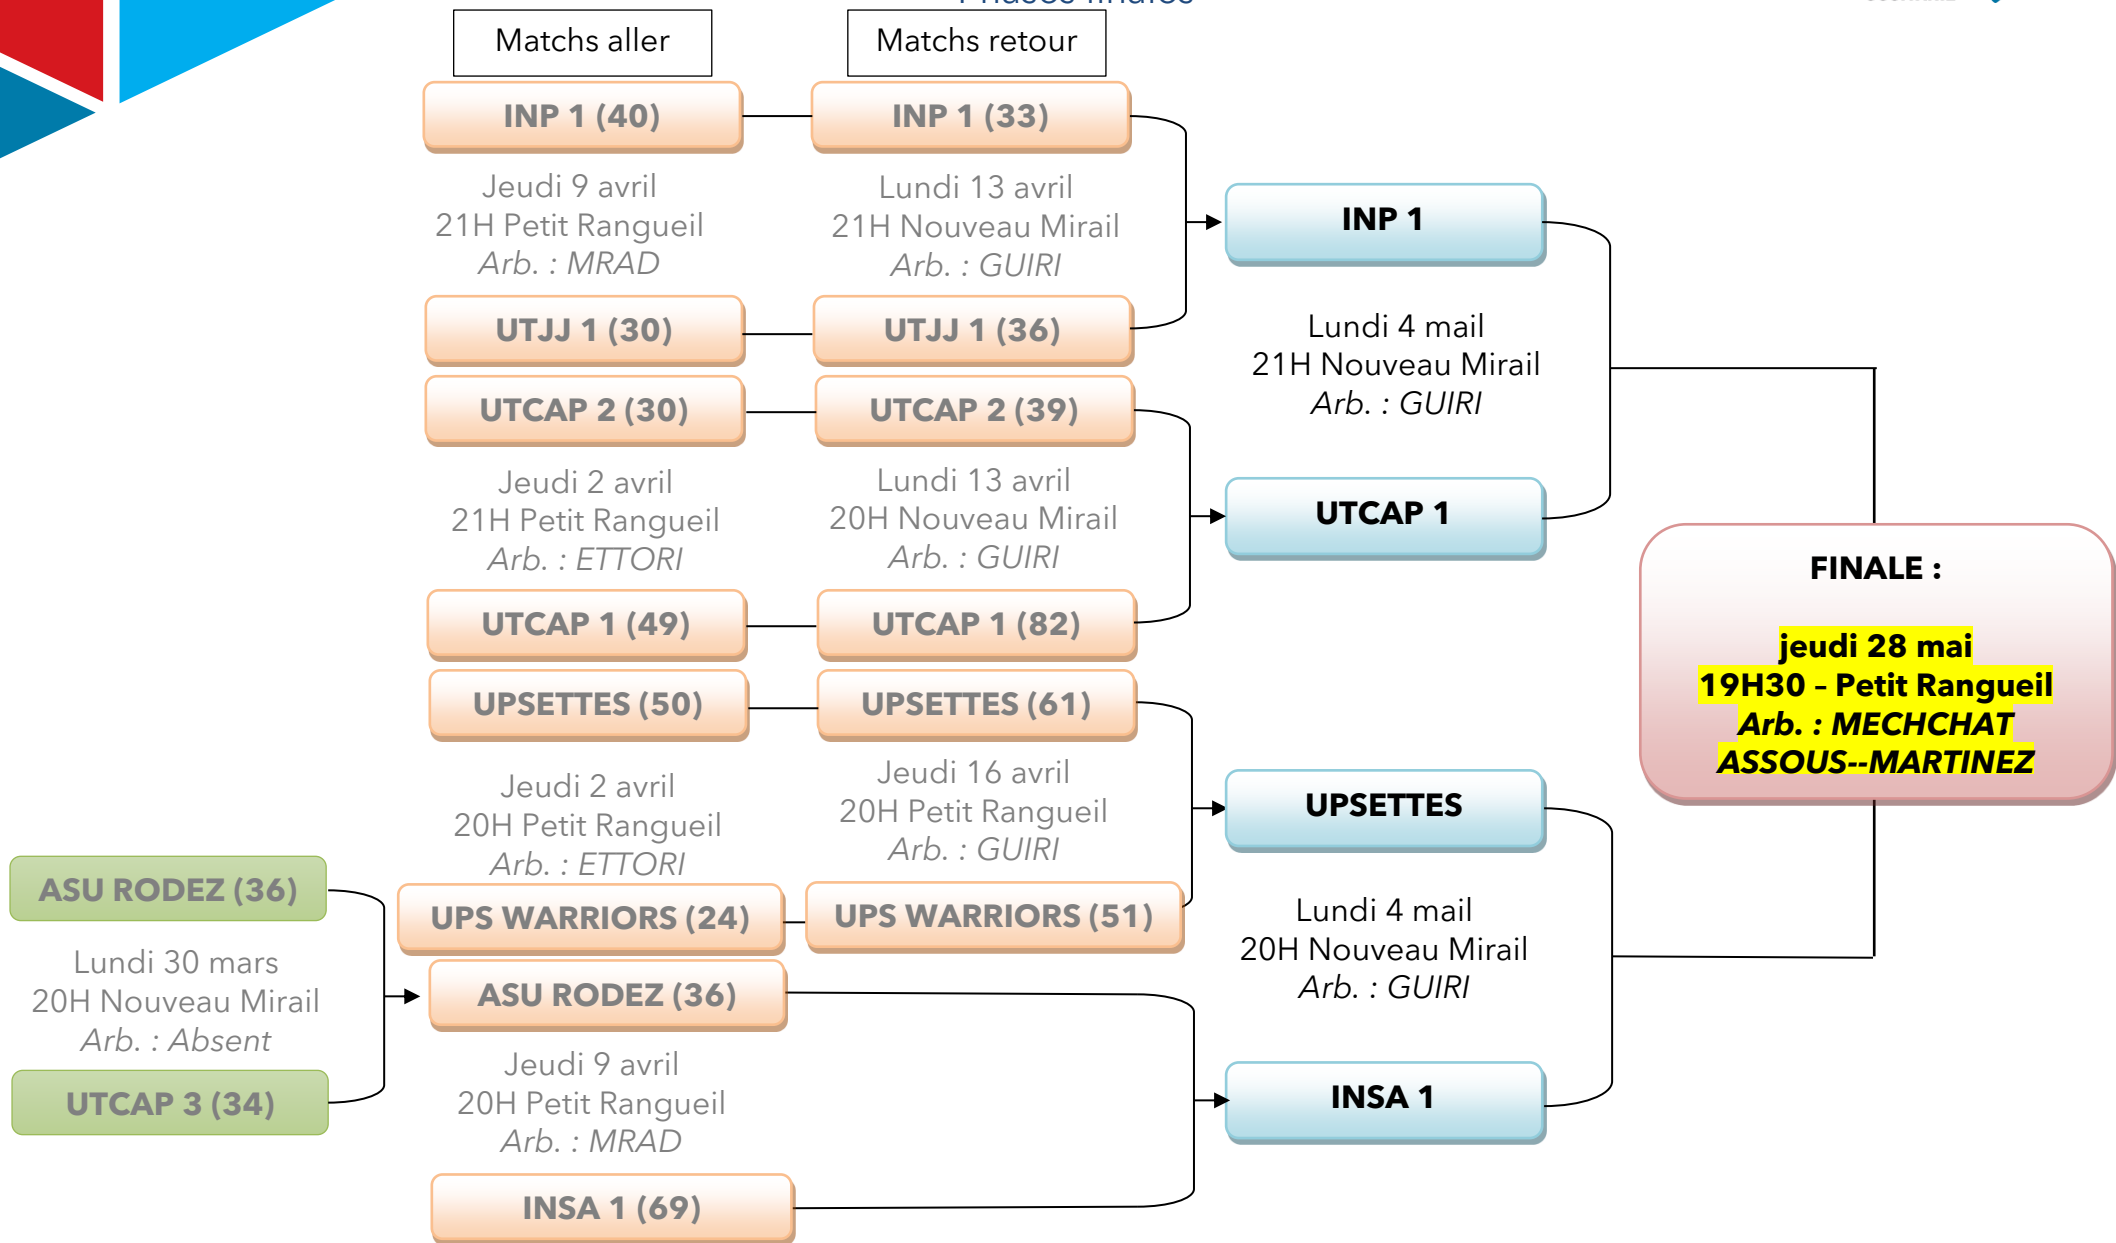 Phases finales
Matchs aller
Matchs retour
INP 1 (40)
INP 1 (33)
Jeudi 9 avril
21H Petit Rangueil
Arb. : MRAD
Lundi 13 avril
21H Nouveau Mirail
Arb. : GUIRI
UTJJ 1 (30)
UTJJ 1 (36)
INP 1
Lundi 4 mail
21H Nouveau Mirail
Arb. : GUIRI
UTCAP 1
UTCAP 2 (30)
UTCAP 2 (39)
Jeudi 2 avril
21H Petit Rangueil
Arb. : ETTORI
Lundi 13 avril
20H Nouveau Mirail
Arb. : GUIRI
UTCAP 1 (49)
UTCAP 1 (82)
UPSETTES (50)
UPSETTES (61)
Jeudi 2 avril
20H Petit Rangueil
Arb. : ETTORI
Jeudi 16 avril
20H Petit Rangueil
Arb. : GUIRI
UPS WARRIORS (24)
UPS WARRIORS (51)
UPSETTES
Lundi 4 mail
20H Nouveau Mirail
Arb. : GUIRI
INSA 1
ASU RODEZ (36)
Lundi 30 mars
20H Nouveau Mirail
Arb. : Absent
UTCAP 3 (34)
ASU RODEZ (36)
Jeudi 9 avril
20H Petit Rangueil
Arb. : MRAD
INSA 1 (69)
FINALE :
jeudi 28 mai
19H30 – Petit Rangueil
Arb. : MECHCHAT
ASSOUS--MARTINEZ